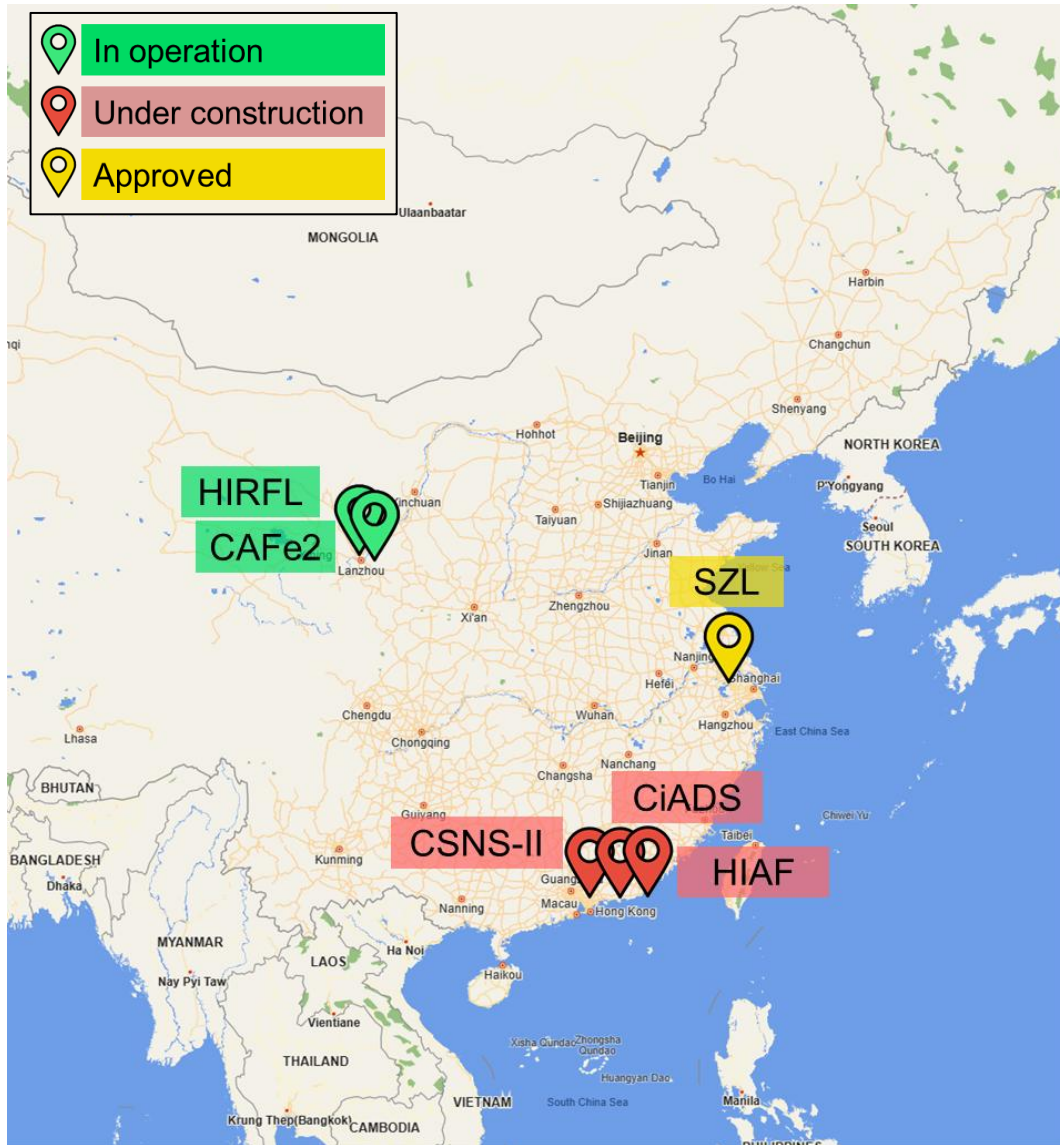 In operation
Under construction
Approved
Ulaanbaatar
MONGOLIA
Harbin
Changchun
Shenyang
Hohhot
Beijing
NORTH KOREA
Tianjin
Bo Hai
P'Yongyang
HIRFL
Shijiazhuang
Taiyuan
Seoul
CAFe2
Jinan
SOUTH KOREA
Lanzhou
SZL
Zhengzhou
Xi'an
Nanjing
Hefei
Shanghai
Chengdu
Wuhan
Hangzhou
Lhasa
Chongqing
East China Sea
Nanchang
Changsha
BHUTAN
CiADS
Guiyang
Chiwei Yu
CSNS-II
Taibei
Kunming
BANGLADESH
HIAF
Dhaka
Macau
Nanning
Hong Kong
MYANMAR
Ha Noi
LAOS
Nay Pyi Taw
Haikou
Vientiane
Xisha Qundao
Zhongsha
Qundao
THAILAND
Huangyan Dao
VIETNAM
South China Sea
Manila
Krung Thep(Bangkok)
CAMBODIA